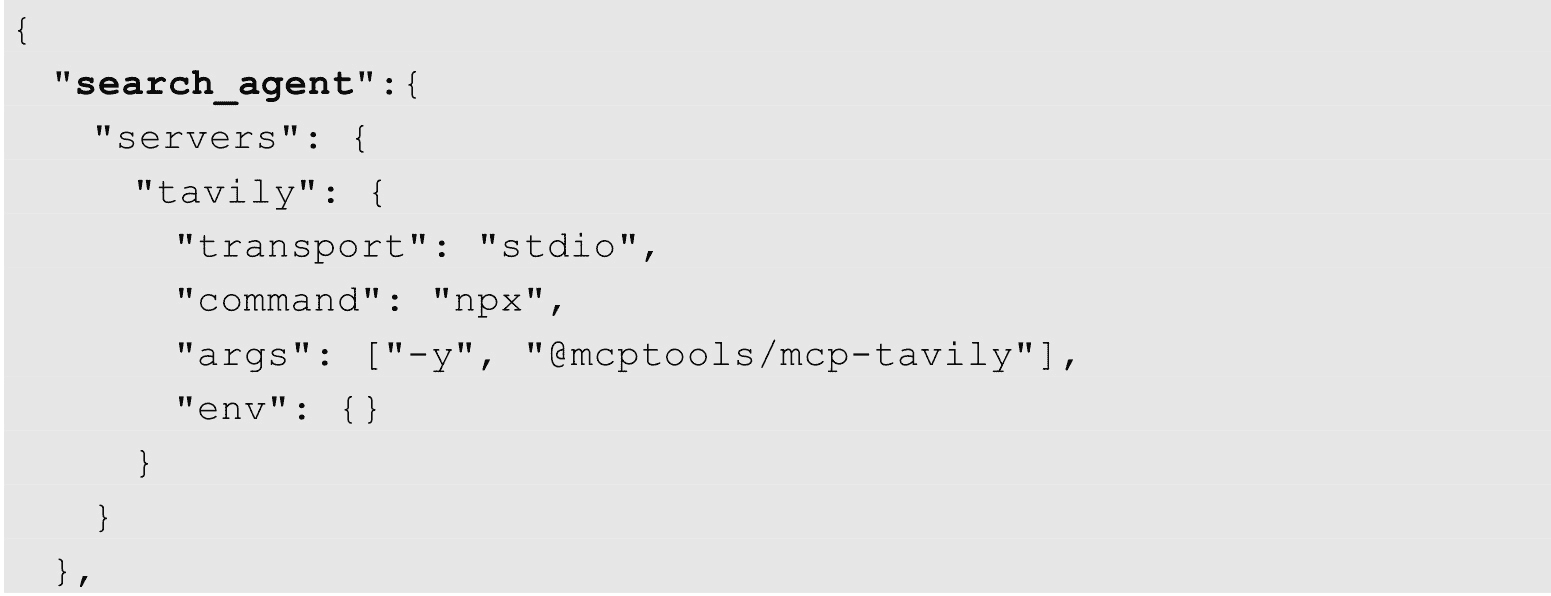 {
  "search_agent":{
    "servers": {
      "tavily": {
        "transport": "stdio",
        "command": "npx",
        "args": ["-y", "@mcptools/mcp-tavily"],
        "env": {}
      }
    }
  },